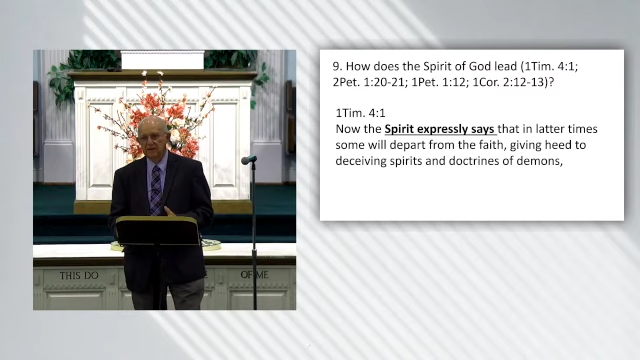 9. How does the Spirit of God lead (1Tim. 4:1;
2Pet. 1:20-21; 1Pet. 1:12; 1Cor. 2:12-13)?
1Tim. 4:1
Now the Spirit expressly says that in latter times
some will depart from the faith, giving heed to
deceiving spirits and doctrines of demons,
THIS DO
OF ME